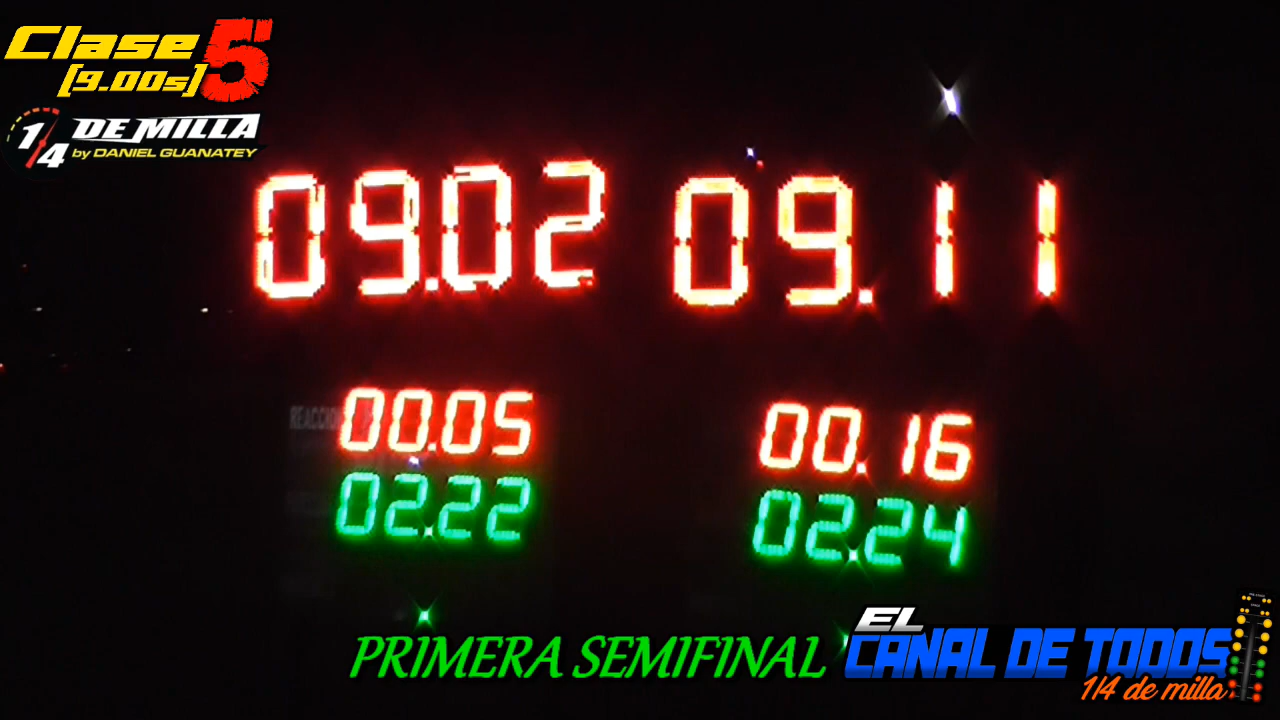 Clase 5
[9.00s]
1/4 DE MILLA
by DANIEL GUANATEY
09.02 09.11
REACCIO
00.05 00.16
02.22 02.24
PRIMERA SEMIFINAL
EL
CANAL DE TODOS
1/4 de milla